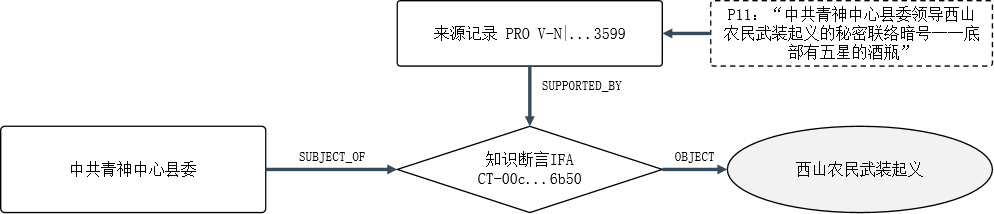 来源记录 PRO V-N|...3599
P11：“中共青神中心县委领导西山
农民武装起义的秘密联络暗号——底
部有五星的酒瓶”
SUPPORTED_BY
中共青神中心县委
SUBJECT_OF
知识断言IFA
CT-00c...6b50
OBJECT
西山农民武装起义